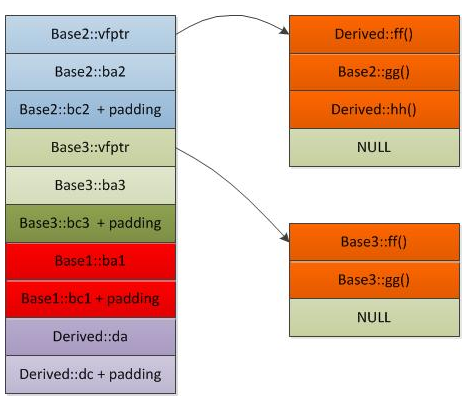 Base2::vfptr
Base2::ba2
Base2::bc2 + padding
Base3::vfptr
Base3::ba3
Base3::bc3 + padding
Base1::ba1
Base1::bc1 + padding
Derived::da
Derived::dc + padding
Derived::ff()
Base2::gg()
Derived::hh()
NULL
Base3::ff()
Base3::gg()
NULL